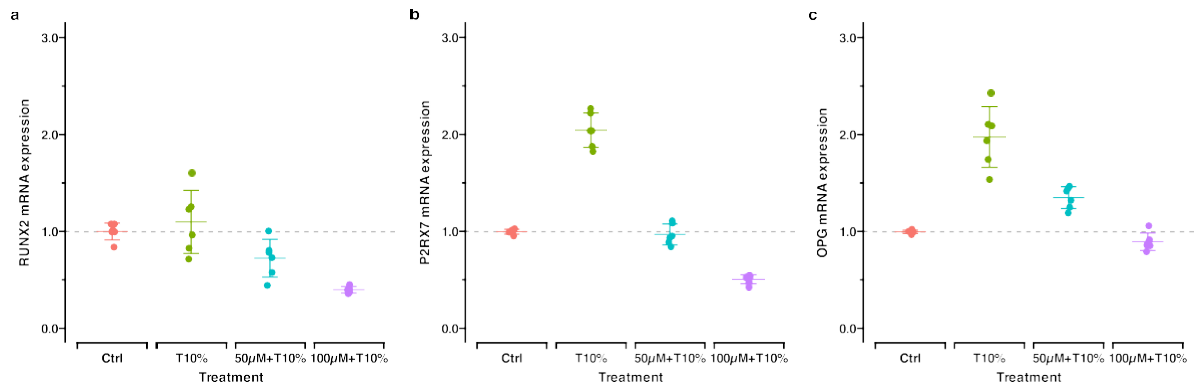 a
RUNX2 mRNA expression
3.0
2.0
1.0
0.0
Ctrl T10% 50µM+T10% 100µM+T10%
Treatment
b
P2RX7 mRNA expression
3.0
2.0
1.0
0.0
Ctrl T10% 50µM+T10% 100µM+T10%
Treatment
c
OPG mRNA expression
3.0
2.0
1.0
0.0
Ctrl T10% 50µM+T10% 100µM+T10%
Treatment